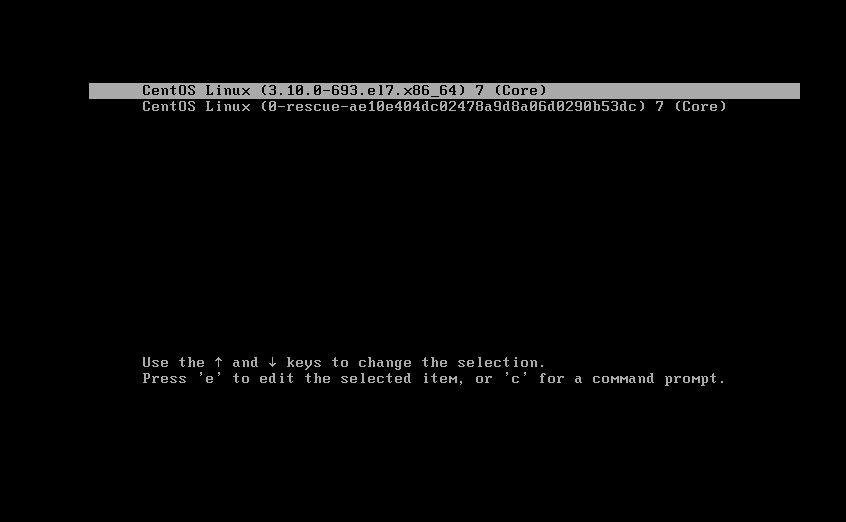 CentOS Linux (3.10.0-693.el7.x86_64) 7 (Core)
CentOS Linux (0-rescue-ae10e404dc02478a9d8a06d0290b53dc) 7 (Core)
Use the ↑ and ↓ keys to change the selection.
Press 'e' to edit the selected item, or 'c' for a command prompt.